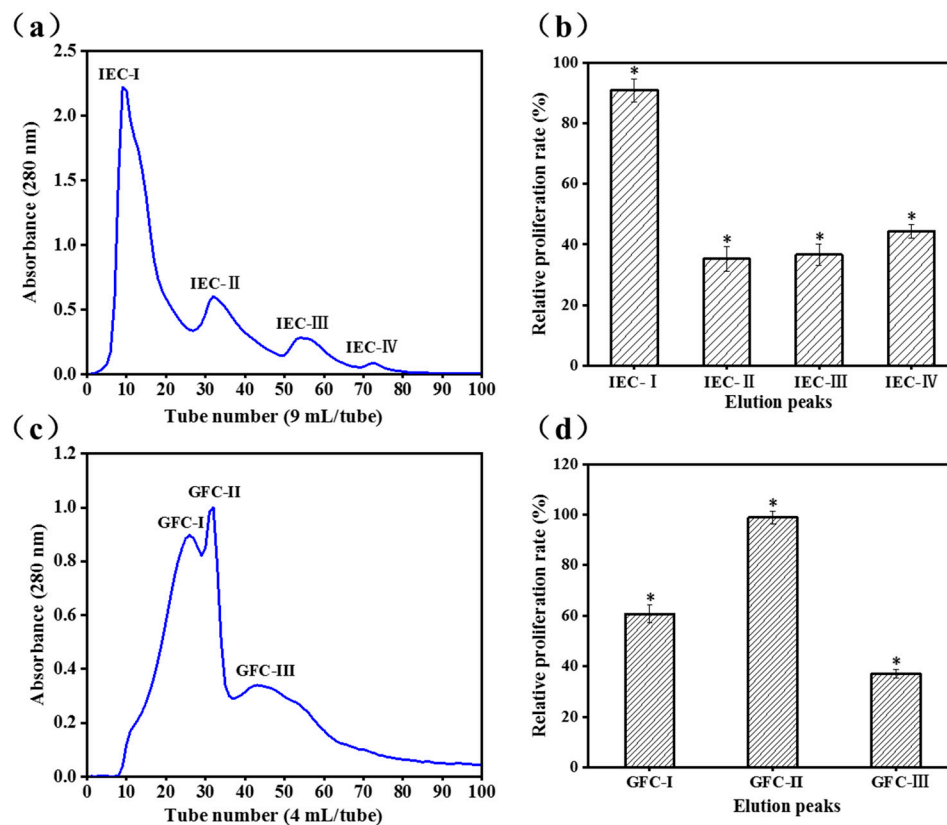 （a）
2.5
2.0
1.5
1.0
0.5
0.0
Absorbance (280 nm)
IEC-I
IEC-Ⅱ
IEC-Ⅲ
IEC-Ⅳ
0 10 20 30 40 50 60 70 80 90 100
Tube number (9 mL/tube)
（b）
100
80
60
40
20
0
Relative proliferation rate (%)
*
*
*
*
IEC-Ⅰ IEC-Ⅱ IEC-Ⅲ IEC-Ⅳ
Elution peaks
（c）
1.2
1.0
0.8
0.6
0.4
0.2
0.0
Absorbance (280 nm)
GFC-II
GFC-I
GFC-III
0 10 20 30 40 50 60 70 80 90 100
Tube number (4 mL/tube)
（d）
120
100
80
60
40
20
0
Relative proliferation rate (%)
*
*
*
GFC-Ⅰ GFC-Ⅱ GFC-Ⅲ
Elution peaks